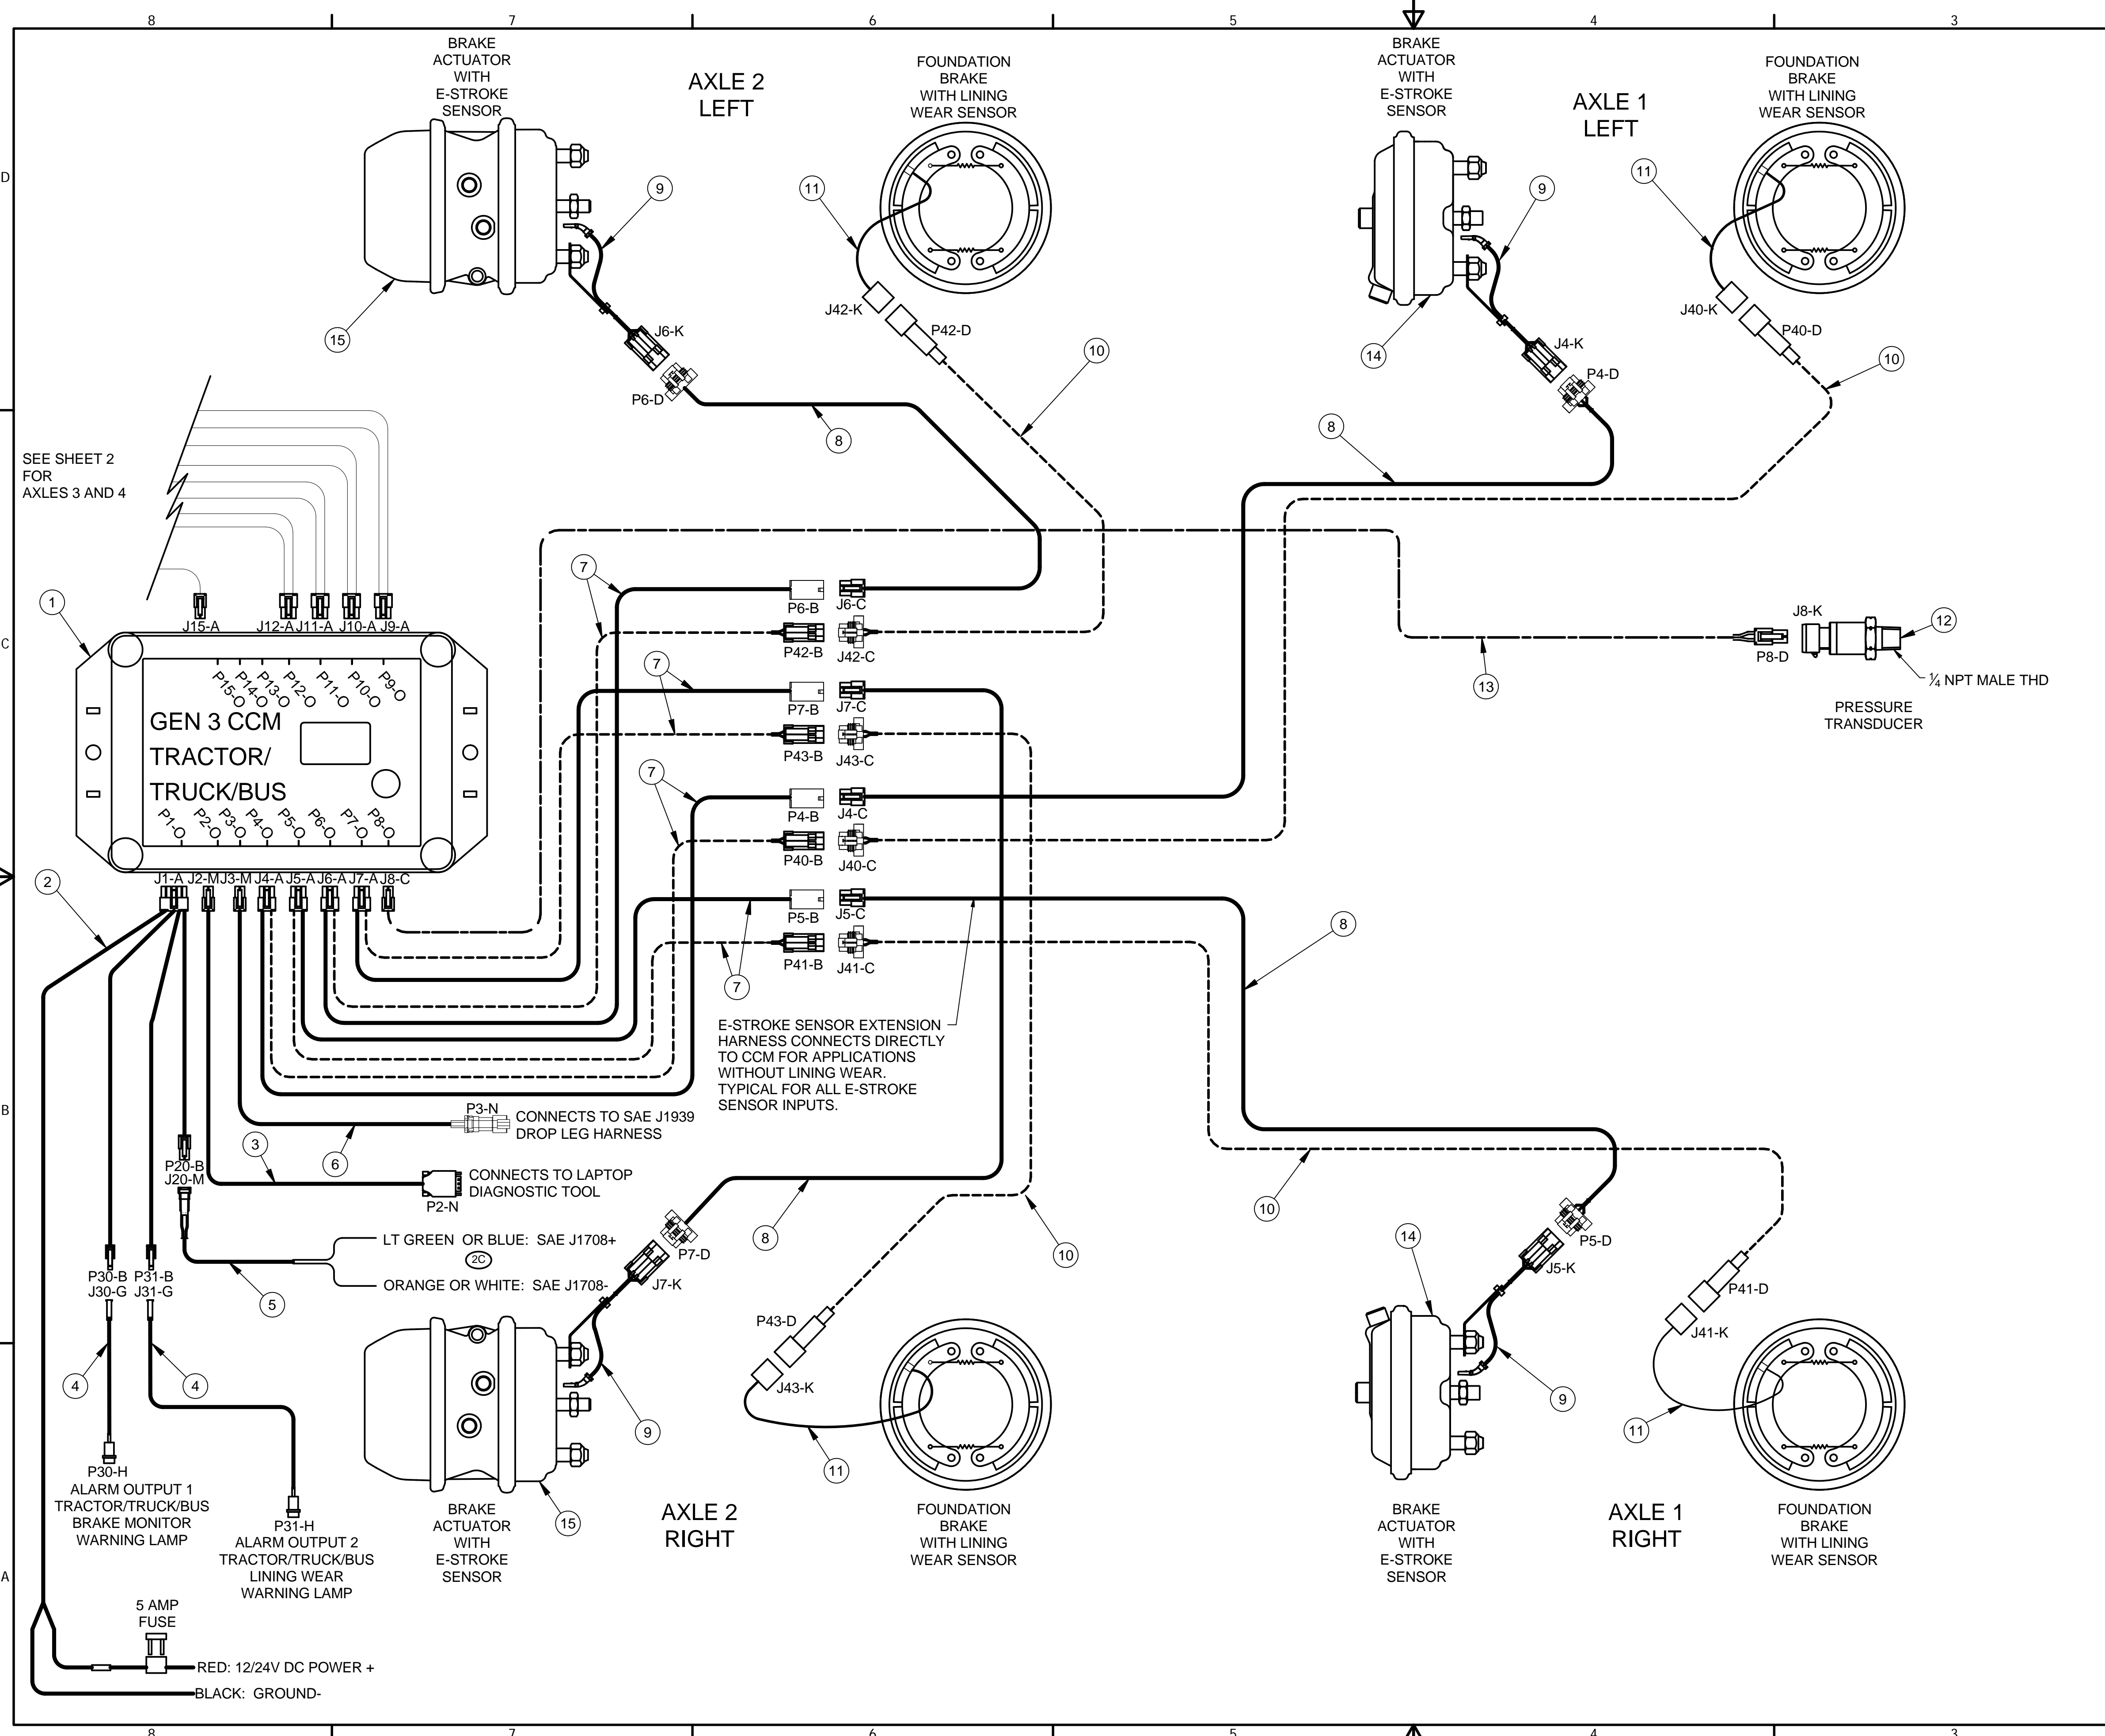 8
7
6
5
4
3
BRAKE
ACTUATOR
WITH
E-STROKE
SENSOR
AXLE 2
LEFT
FOUNDATION
BRAKE
WITH LINING
WEAR SENSOR
BRAKE
ACTUATOR
WITH
E-STROKE
SENSOR
AXLE 1
LEFT
FOUNDATION
BRAKE
WITH LINING
WEAR SENSOR
D
9
11
9
11
15
J42-K
P42-D
J6-K
P6-D
10
8
14
J40-K
P40-D
J4-K
P4-D
10
8
SEE SHEET 2
FOR
AXLES 3 AND 4
C
1
J15-A
J12-A
J11-A
J10-A
J9-A
P15-O
P14-O
P13-O
P12-O
P11-O
P10-O
P9-O
GEN 3 CCM
TRACTOR/
TRUCK/BUS
P1-O
P2-O
P3-O
P4-O
P5-O
P6-O
P7-O
P8-O
J1-A
J2-M
J3-M
J4-A
J5-A
J6-A
J7-A
J8-C
2
7
P6-B
J6-C
P42-B
J42-C
7
P7-B
J7-C
P43-B
J43-C
7
P4-B
J4-C
P40-B
J40-C
P5-B
J5-C
P41-B
J41-C
7
J8-K
12
P8-D
13
1/4 NPT MALE THD
PRESSURE
TRANSDUCER
8
E-STROKE SENSOR EXTENSION
HARNESS CONNECTS DIRECTLY
TO CCM FOR APPLICATIONS
WITHOUT LINING WEAR.
TYPICAL FOR ALL E-STROKE
SENSOR INPUTS.
B
P3-N
CONNECTS TO SAE J1939
DROP LEG HARNESS
3
6
P20-B
J20-M
CONNECTS TO LAPTOP
DIAGNOSTIC TOOL
P2-N
LT GREEN OR BLUE: SAE J1708+
2C
ORANGE OR WHITE: SAE J1708-
5
P30-B
J30-G
P31-B
J31-G
4
4
P7-D
J7-K
8
10
P43-D
J43-K
9
11
10
14
P5-D
J5-K
P41-D
J41-K
9
11
P30-H
ALARM OUTPUT 1
TRACTOR/TRUCK/BUS
BRAKE MONITOR
WARNING LAMP
P31-H
ALARM OUTPUT 2
TRACTOR/TRUCK/BUS
LINING WEAR
WARNING LAMP
BRAKE
ACTUATOR
WITH
E-STROKE
SENSOR
15
AXLE 2
RIGHT
FOUNDATION
BRAKE
WITH LINING
WEAR SENSOR
BRAKE
ACTUATOR
WITH
E-STROKE
SENSOR
AXLE 1
RIGHT
FOUNDATION
BRAKE
WITH LINING
WEAR SENSOR
A
5 AMP
FUSE
RED: 12/24V DC POWER +
BLACK: GROUND-
8
7
6
5
4
3